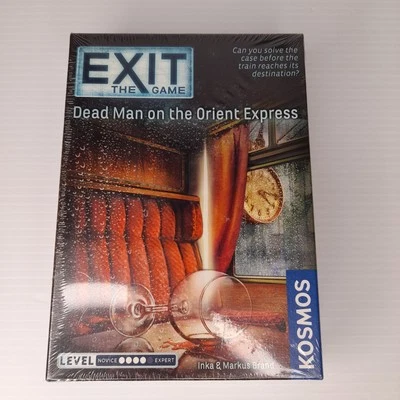 EXIT
THE GAME
Can you solve the
case before the
train reaches its
destination?
Dead Man on the Orient Express
KOSMOS
LEVEL NOVICE EXPERT
Inka & Markus Brand